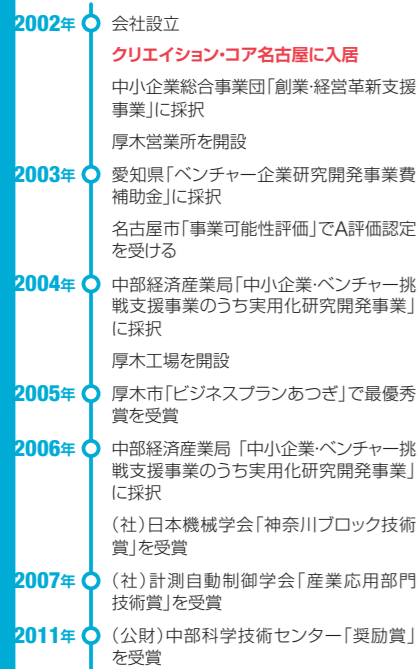 2002年 会社設立
クリエイション・コア名古屋に入居
中小企業総合事業団「創業・経営革新支援
事業」に採択
厚木営業所を開設
2003年 愛知県「ベンチャー企業研究開発事業費
補助金」に採択
名古屋市「事業可能性評価」でA評価認定
を受ける
2004年 中部経済産業局「中小企業・ベンチャー挑
戦支援事業のうち実用化研究開発事業」
に採択
厚木工場を開設
2005年 厚木市「ビジネスプランあつぎ」で最優秀
賞を受賞
2006年 中部経済産業局「中小企業・ベンチャー挑
戦支援事業のうち実用化研究開発事業」
に採択
(社)日本機械学会「神奈川ブロック技術
賞」を受賞
2007年 (社)計測自動制御学会「産業応用部門
技術賞」を受賞
2011年 (公財)中部科学技術センター「奨励賞」
を受賞